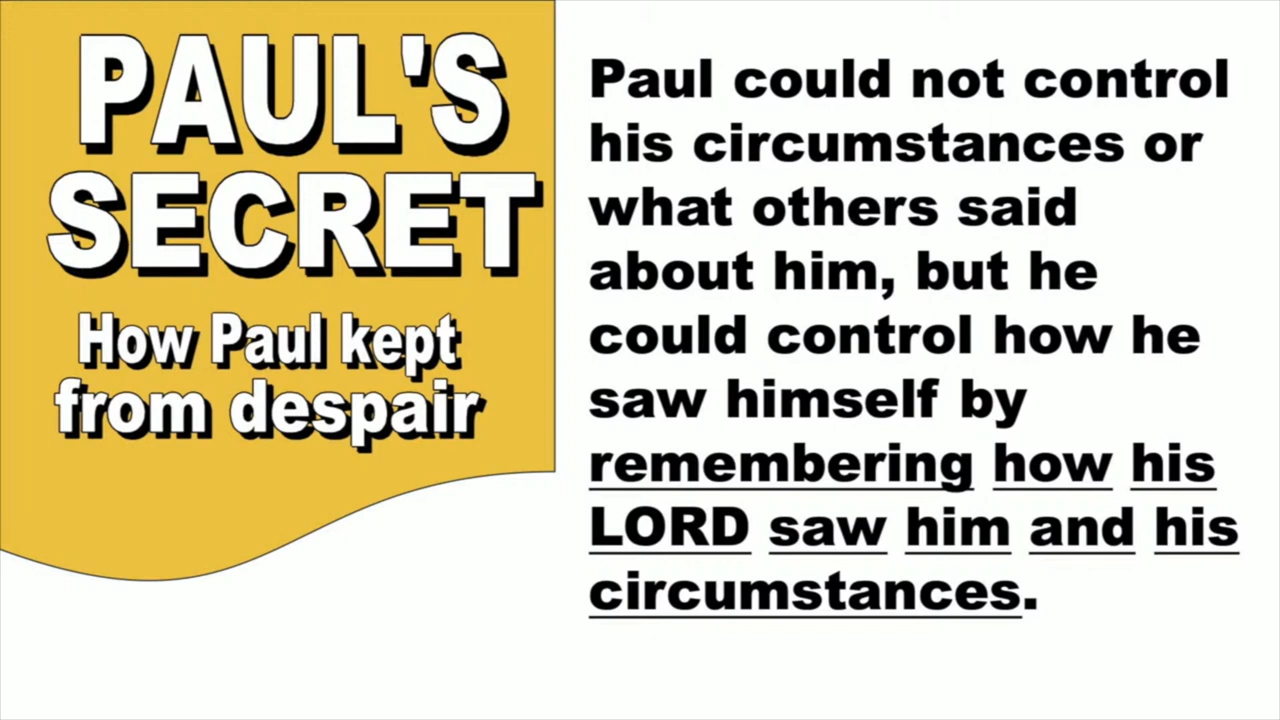 PAUL'S
SECRET
How Paul kept
from despair
Paul could not control
his circumstances or
what others said
about him, but he
could control how he
saw himself by
remembering how his
LORD saw him and his
circumstances.